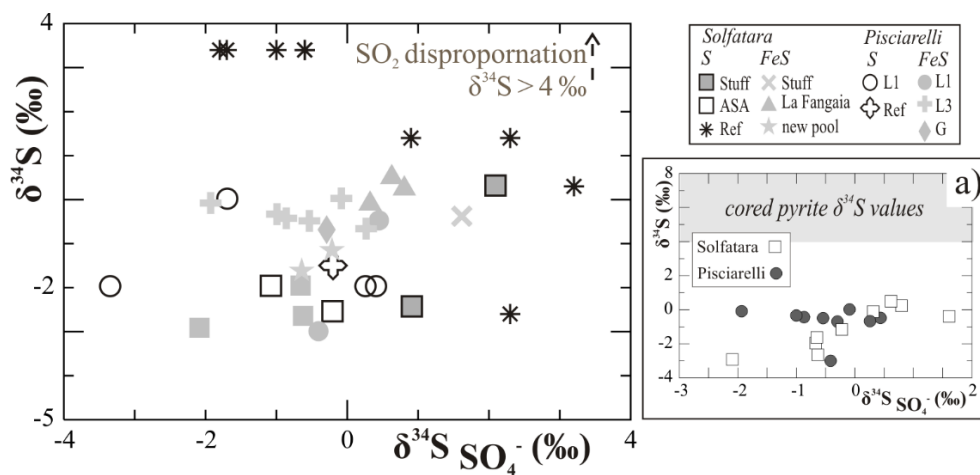 4
-2
-5
δ³⁴S (‰)
-4
0
4
δ³⁴S SO₄⁻ (‰)
SO₂ dispropornation
δ³⁴S > 4 ‰
Solfatara
Pisciarelli
S
FeS
S
FeS
Stuff
Stuff
L1
L1
ASA
La Fangaia
Ref
L3
Ref
new pool
G
a)
8
6
4
2
0
-2
-4
δ³⁴S (‰)
cored pyrite δ³⁴S values
Solfatara
Pisciarelli
-3
-2
-1
0
2
δ³⁴S SO₄⁻ (‰)